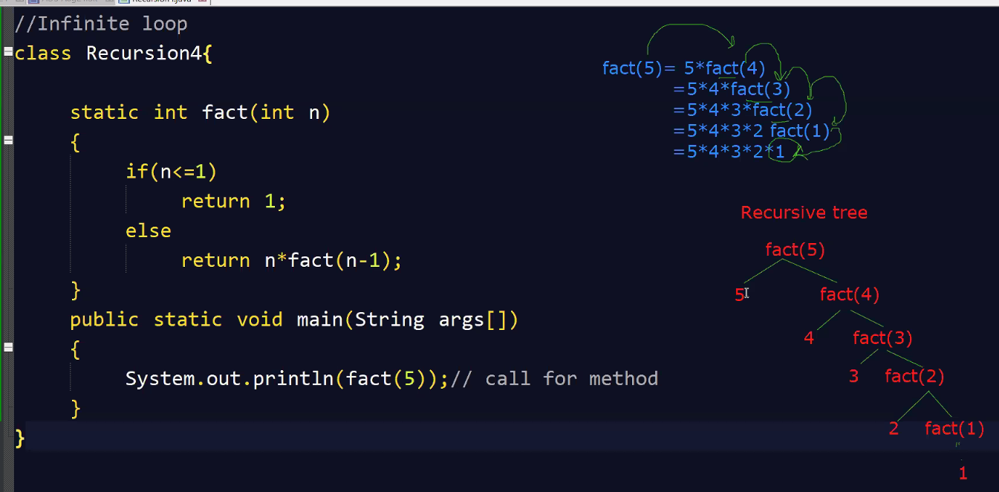 //Infinite loop
class Recursion4{
static int fact(int n)
{
if(n<=1)
return 1;
else
return n*fact(n-1);
}
public static void main(String args[])
{
System.out.println(fact(5));// call for method
}
}
fact(5)= 5*fact(4)
=5*4*fact(3)
=5*4*3*fact(2)
=5*4*3*2 fact(1)
=5*4*3*2*1
Recursive tree
fact(5)
5 fact(4)
4 fact(3)
3 fact(2)
2 fact(1)
1